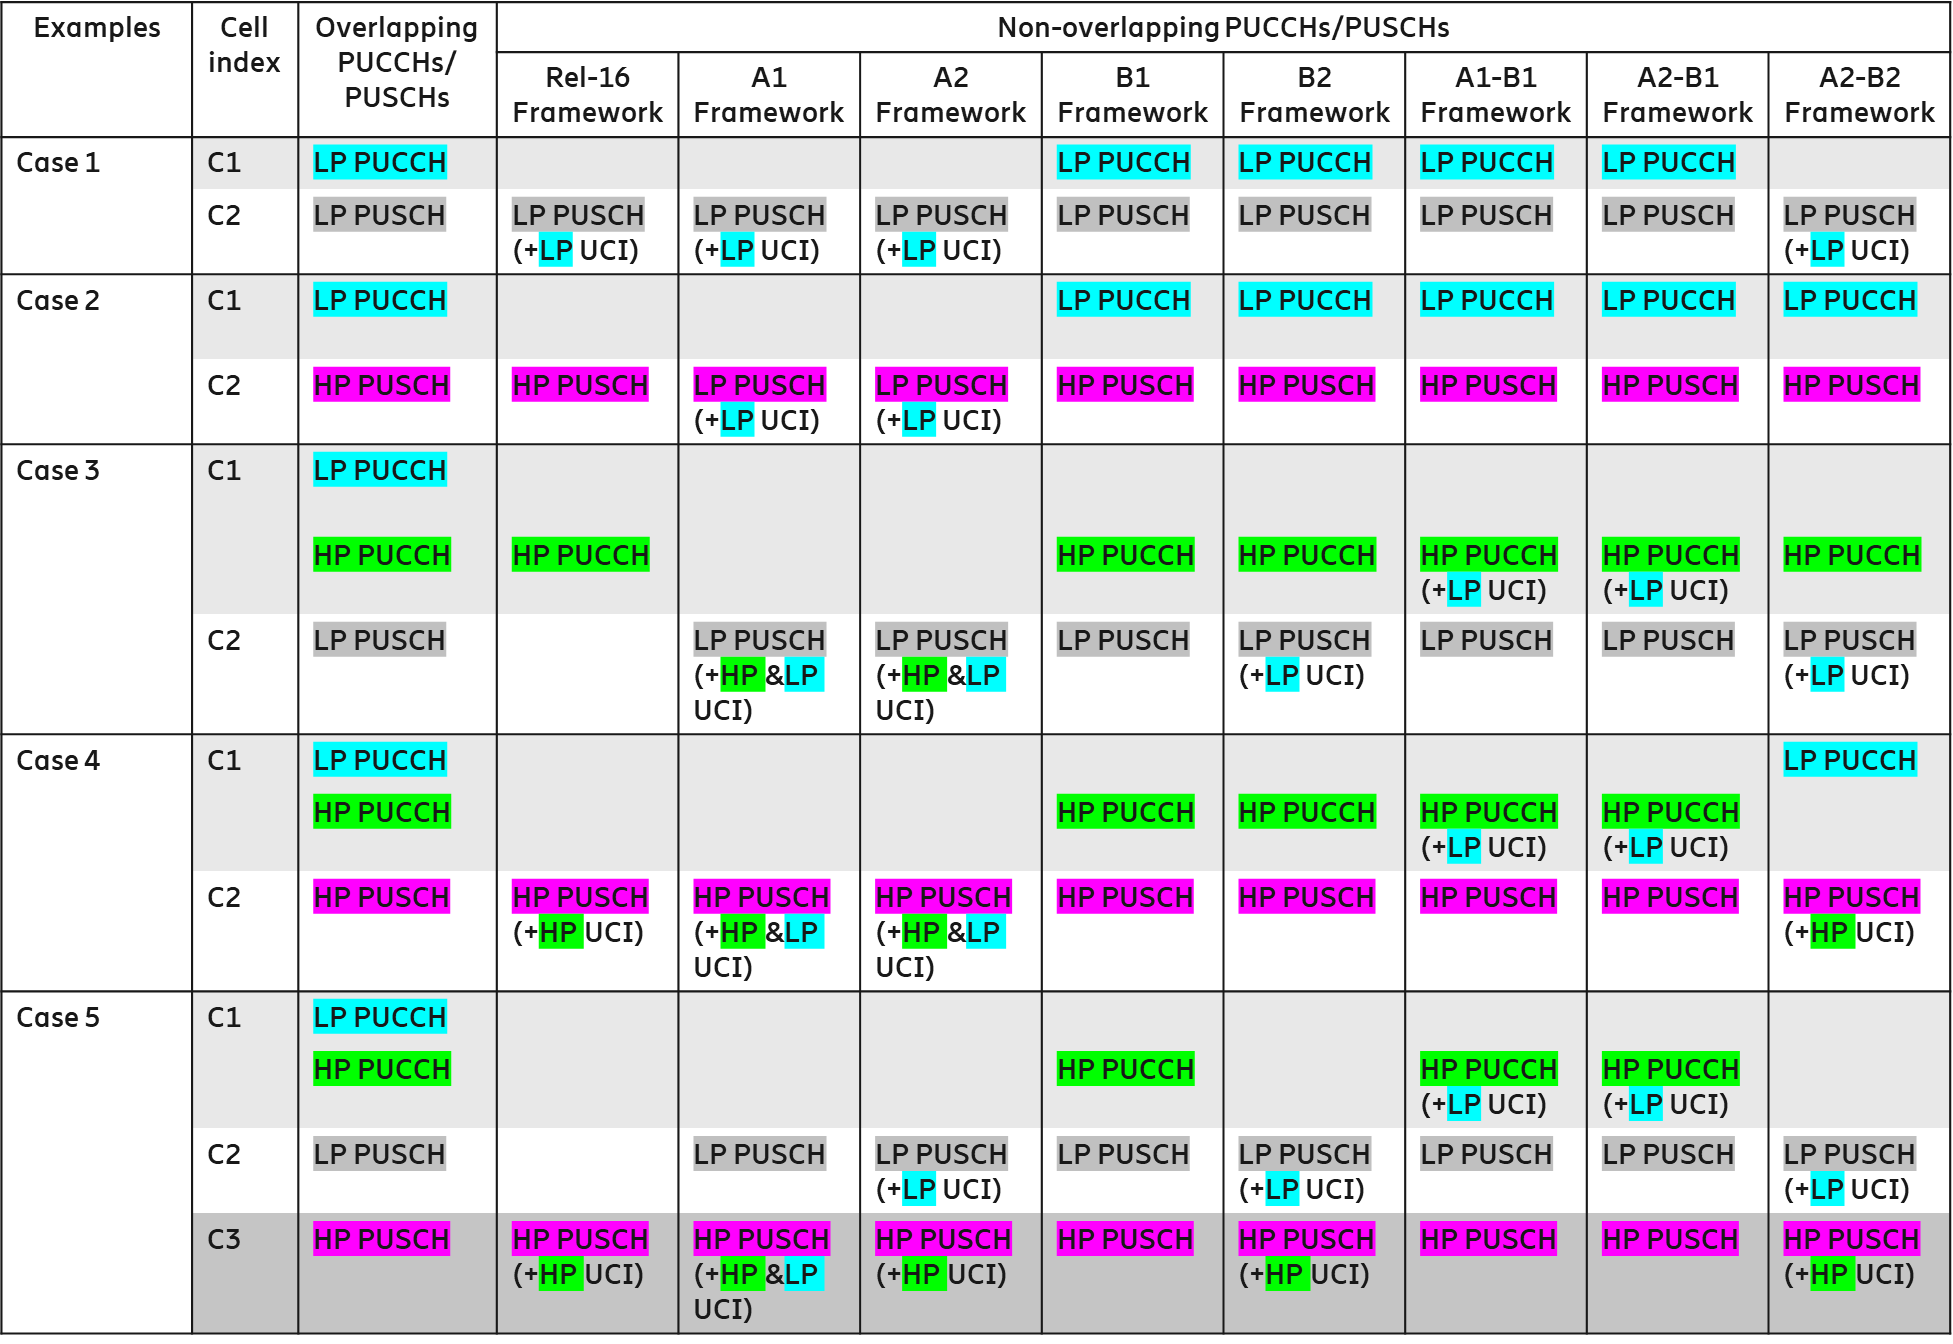 Examples Cell index Overlapping PUCCHs/ PUSCHs Non-overlapping PUCCHs/PUSCHs
Rel-16 Framework A1 Framework A2 Framework B1 Framework B2 Framework A1-B1 Framework A2-B1 Framework A2-B2 Framework
Case 1 C1 LP PUCCH LP PUCCH LP PUCCH LP PUCCH LP PUCCH
C2 LP PUSCH LP PUSCH LP PUSCH LP PUSCH LP PUSCH LP PUSCH LP PUSCH LP PUSCH LP PUSCH
(+LP UCI) (+LP UCI) (+LP UCI) (+LP UCI)
Case 2 C1 LP PUCCH LP PUCCH LP PUCCH LP PUCCH LP PUCCH LP PUCCH
C2 HP PUSCH HP PUSCH LP PUSCH LP PUSCH HP PUSCH HP PUSCH HP PUSCH HP PUSCH HP PUSCH
(+LP UCI) (+LP UCI)
Case 3 C1 LP PUCCH
HP PUCCH HP PUCCH HP PUCCH HP PUCCH HP PUCCH HP PUCCH HP PUCCH
(+LP UCI) (+LP UCI)
C2 LP PUSCH LP PUSCH LP PUSCH LP PUSCH LP PUSCH LP PUSCH LP PUSCH LP PUSCH
(+HP &LP (+HP &LP (+LP UCI) (+LP UCI)
UCI) UCI)
Case 4 C1 LP PUCCH LP PUCCH
HP PUCCH HP PUCCH HP PUCCH HP PUCCH HP PUCCH
(+LP UCI) (+LP UCI)
C2 HP PUSCH HP PUSCH HP PUSCH HP PUSCH HP PUSCH HP PUSCH HP PUSCH HP PUSCH HP PUSCH
(+HP UCI) (+HP &LP (+HP &LP (+HP UCI)
UCI) UCI)
Case 5 C1 LP PUCCH
HP PUCCH HP PUCCH HP PUCCH HP PUCCH
(+LP UCI) (+LP UCI)
C2 LP PUSCH LP PUSCH LP PUSCH LP PUSCH LP PUSCH LP PUSCH LP PUSCH LP PUSCH
(+LP UCI) (+LP UCI) (+LP UCI)
C3 HP PUSCH HP PUSCH HP PUSCH HP PUSCH HP PUSCH HP PUSCH HP PUSCH HP PUSCH HP PUSCH
(+HP UCI) (+HP &LP (+HP UCI) (+HP UCI) (+HP UCI)
UCI)